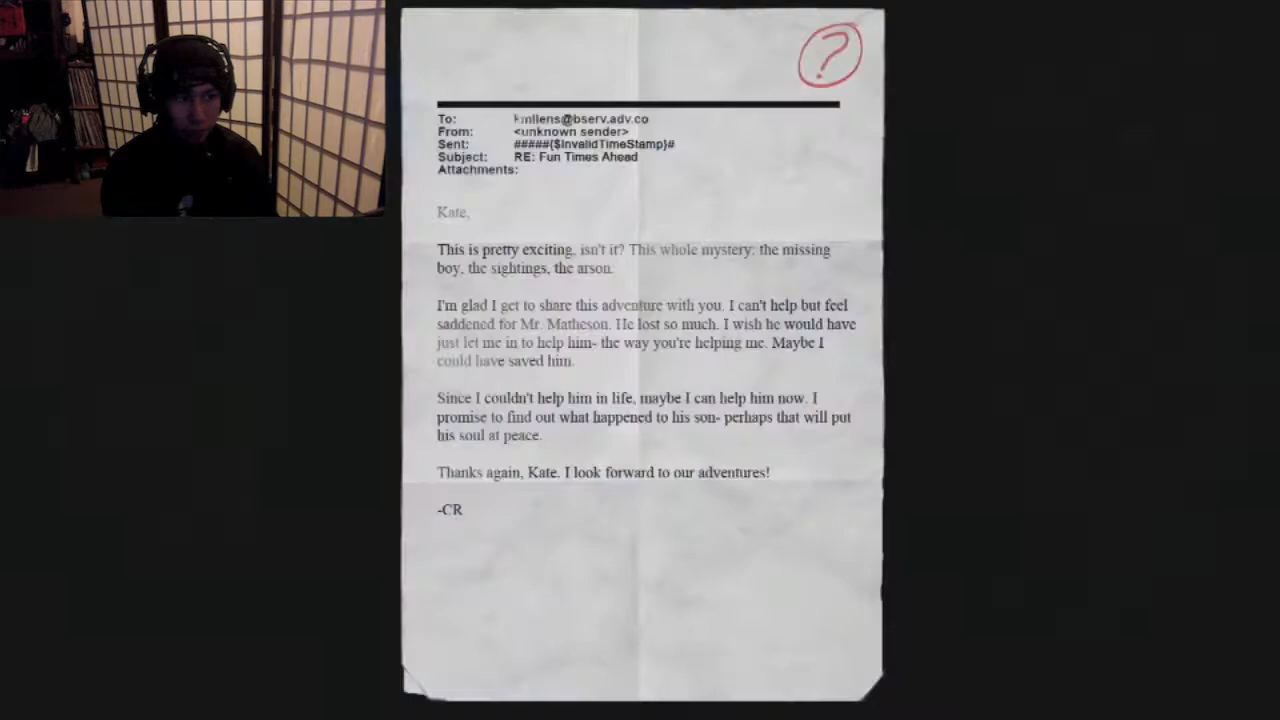 ?
To: kmllens@bserv.adv.co
From: <unknown sender>
Sent: #####{$InvalidTimeStamp}#
Subject: RE: Fun Times Ahead
Attachments:
Kate,
This is pretty exciting, isn't it? This whole mystery; the missing
boy, the sightings, the arson.
I'm glad I get to share this adventure with you. I can't help but feel
saddened for Mr. Matheson. He lost so much. I wish he would have
just let me in to help him- the way you're helping me. Maybe I
could have saved him.
Since I couldn't help him in life, maybe I can help him now. I
promise to find out what happened to his son- perhaps that will put
his soul at peace.
Thanks again, Kate. I look forward to our adventures!
-CR